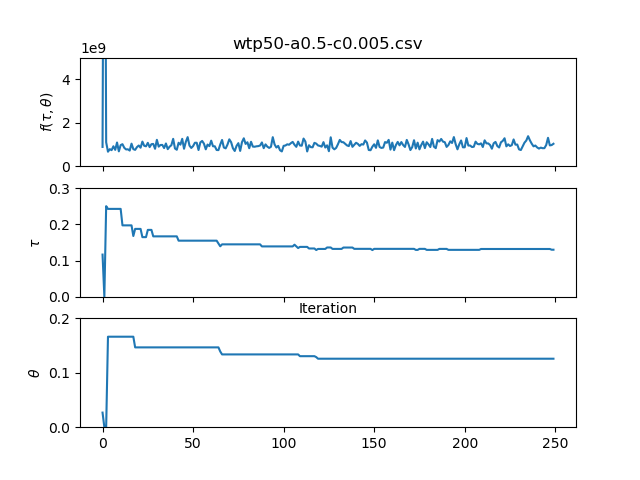 wtp50-a0.5-c0.005.csv
1e9
4
2
0
f(τ, θ)
0.3
0.2
0.1
0.0
τ
Iteration
0.2
0.1
0.0
θ
0 50 100 150 200 250